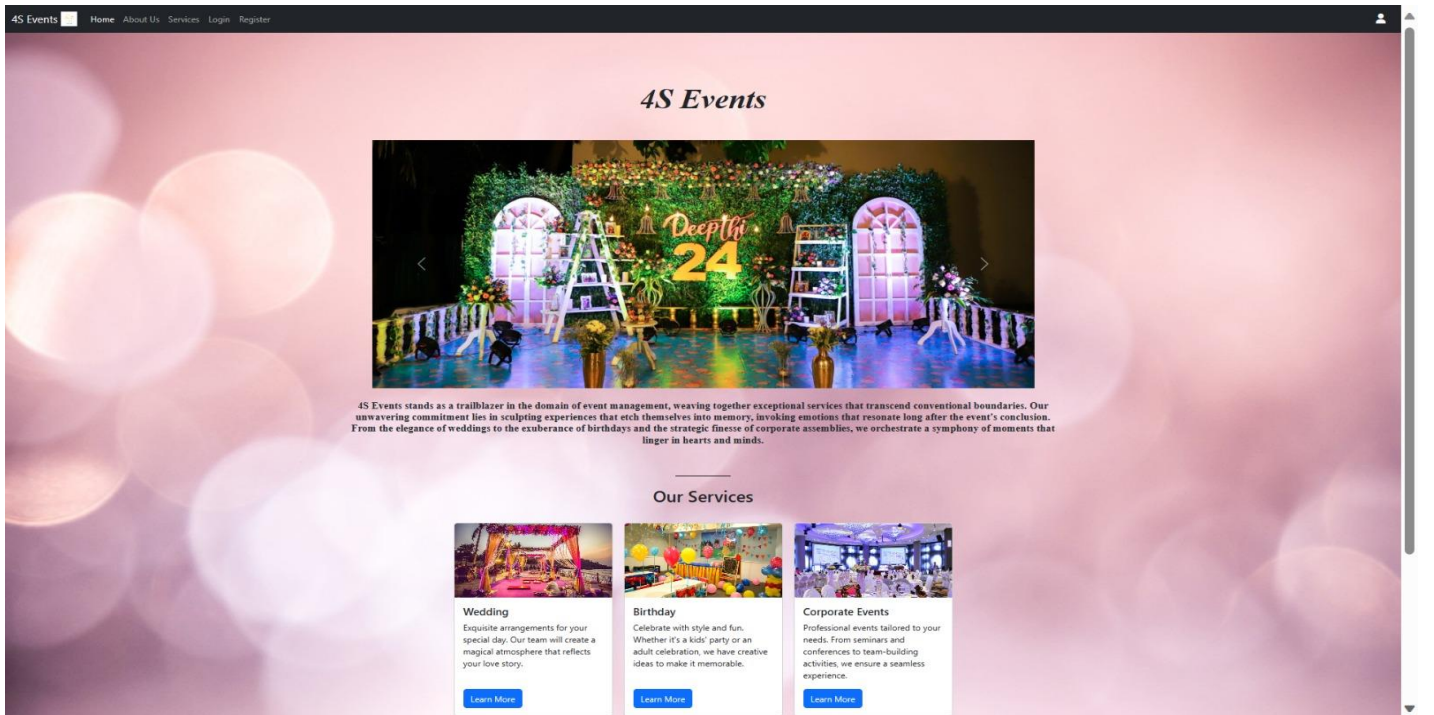 4S Events Home About Us Services Login Register
4S Events
Deepthi
24
4S Events stands as a trailblazer in the domain of event management, weaving together exceptional services that transcend conventional boundaries. Our
unwavering commitment lies in sculpting experiences that etch themselves into memory, invoking emotions that resonate long after the event's conclusion.
From the elegance of weddings to the exuberance of birthdays and the strategic finesse of corporate assemblies, we orchestrate a symphony of moments that
linger in hearts and minds.
Our Services
Wedding
Exquisite arrangements for your
special day. Our team will create a
magical atmosphere that reflects
your love story.
Learn More
Birthday
Celebrate with style and fun.
Whether it's a kids' party or an
adult celebration, we have creative
ideas to make it memorable.
Learn More
Corporate Events
Professional events tailored to your
needs. From seminars and
conferences to team-building
activities, we ensure a seamless
experience.
Learn More